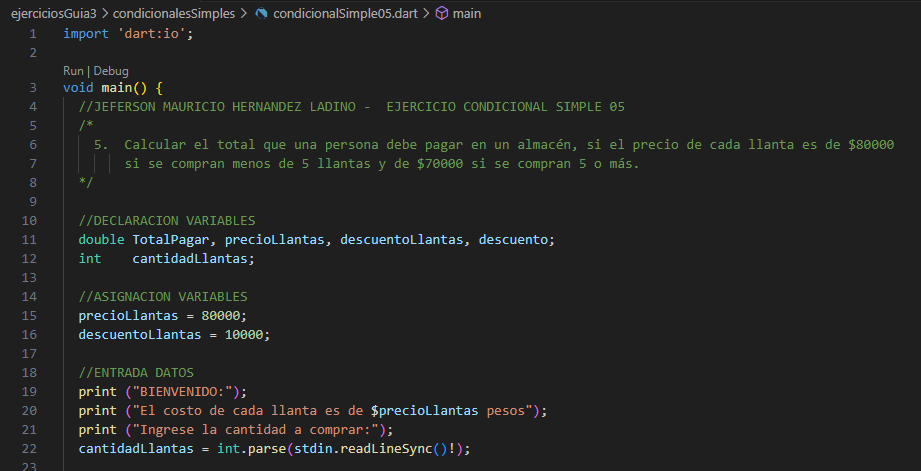 ejerciciosGuia3 > condicionalesSimples > condicionalSimple05.dart > main
1 import 'dart:io';
2
Run | Debug
3 void main() {
4 //JEFERSON MAURICIO HERNANDEZ LADINO -  EJERCICIO CONDICIONAL SIMPLE 05
5 /*
6 5.  Calcular el total que una persona debe pagar en un almacén, si el precio de cada llanta es de $80000
7 si se compran menos de 5 llantas y de $70000 si se compran 5 o más.
8 */
9
10 //DECLARACION VARIABLES
11 double TotalPagar, precioLlantas, descuentoLlantas, descuento;
12 int    cantidadLlantas;
13
14 //ASIGNACION VARIABLES
15 precioLlantas = 80000;
16 descuentoLlantas = 10000;
17
18 //ENTRADA DATOS
19 print ("BIENVENIDO:");
20 print ("El costo de cada llanta es de $precioLlantas pesos");
21 print ("Ingrese la cantidad a comprar:");
22 cantidadLlantas = int.parse(stdin.readLineSync()!);
23